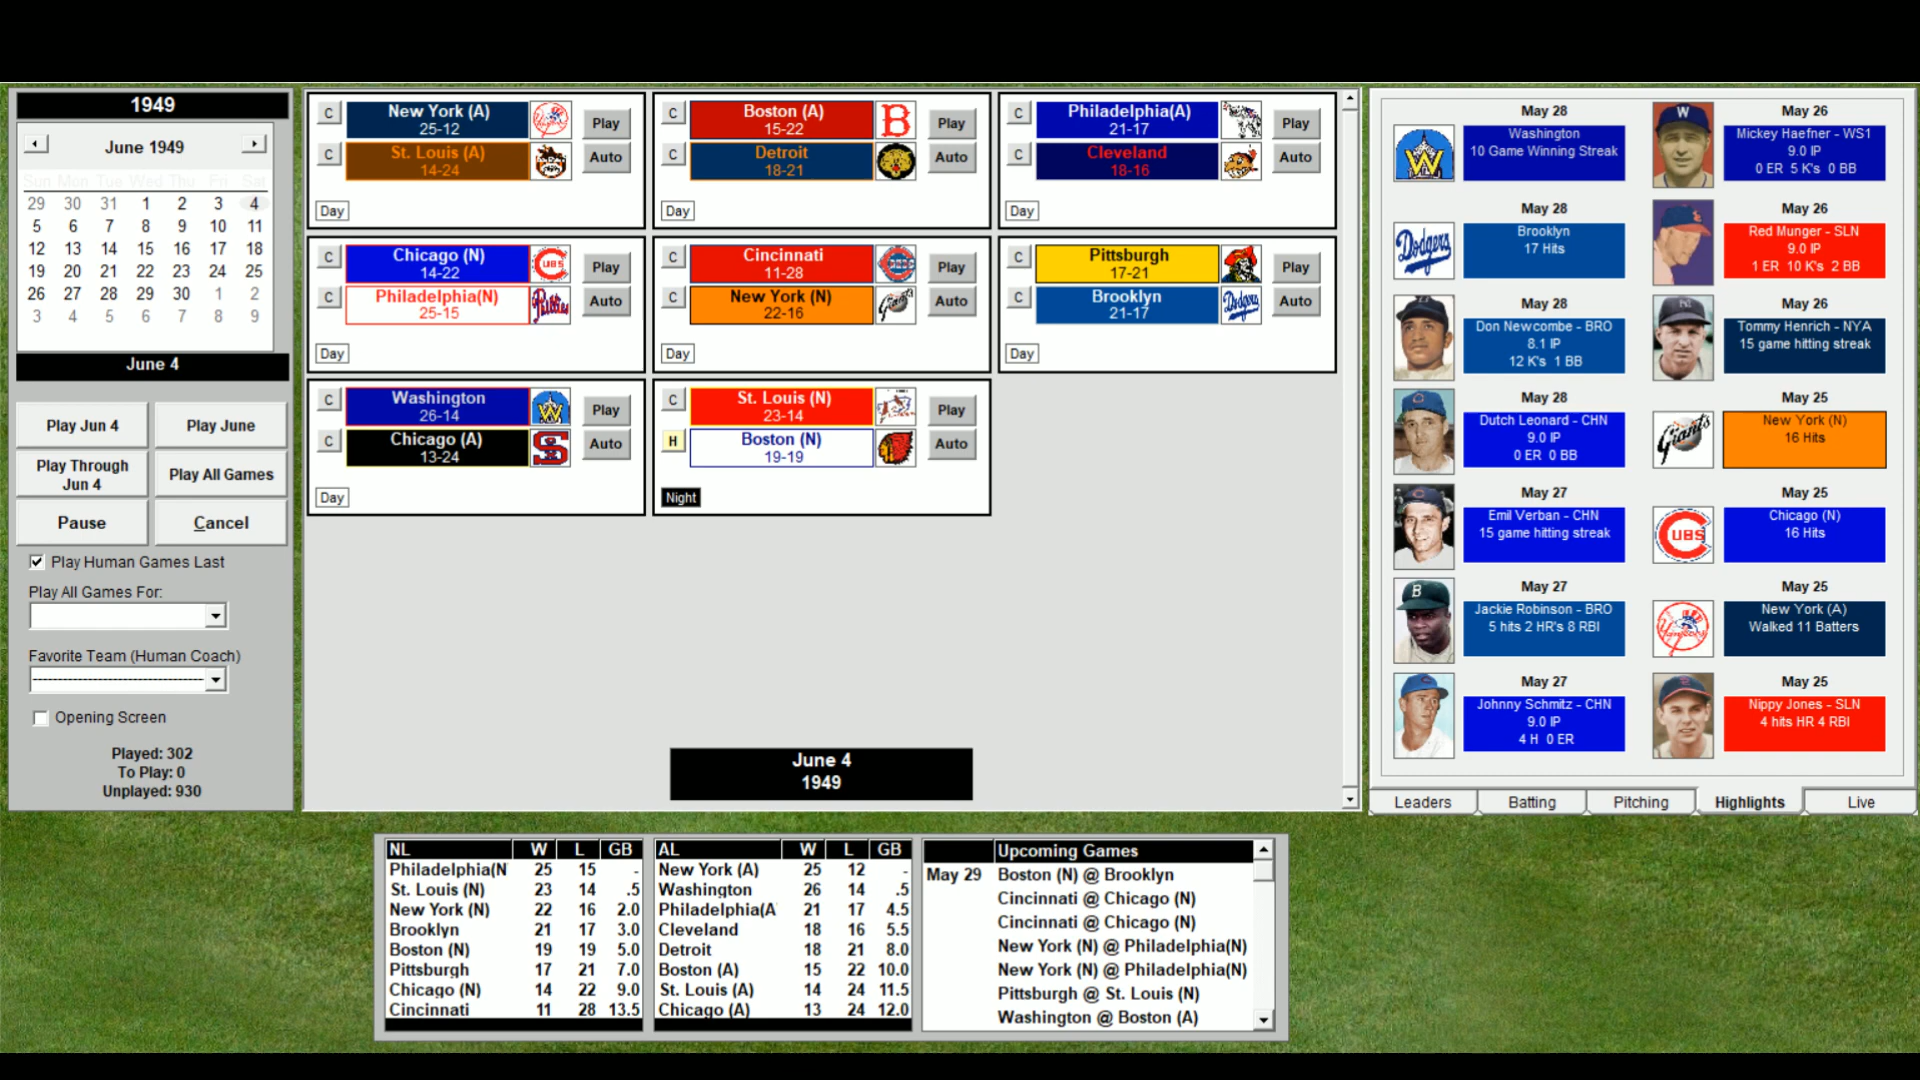 1949
June 1949
Sun Mon Tue Wed Thu Fri Sat
29 30 31 1 2 3 4
5 6 7 8 9 10 11
12 13 14 15 16 17 18
19 20 21 22 23 24 25
26 27 28 29 30 1 2
3 4 5 6 7 8 9
June 4
Play Jun 4
Play June
Play Through
Jun 4
Play All Games
Pause
Cancel
Play Human Games Last
Play All Games For:
Favorite Team (Human Coach)
Opening Screen
Played: 302
To Play: 0
Unplayed: 930
C New York (A) Play
25-12
C St. Louis (A) Auto
14-24
Day
C Boston (A) B Play
15-22
C Detroit Auto
18-21
Day
C Philadelphia(A) Play
21-17
C Cleveland Auto
18-16
Day
C Chicago (N) CUBS Play
14-22
C Philadelphia(N) Phillies Auto
25-15
Day
C Cincinnati Play
11-28
C New York (N) Giants Auto
22-16
Day
C Pittsburgh Play
17-21
C Brooklyn Dodgers Auto
21-17
Day
C Washington W Play
26-14
C Chicago (A) S Auto
13-24
Day
C St. Louis (N) Play
23-14
H Boston (N) Auto
19-19
Night
June 4
1949
May 28
W
Washington
10 Game Winning Streak
May 26
W
Mickey Haefner - WS1
9.0 IP
0 ER 5 K's 0 BB
May 28
Dodgers
Brooklyn
17 Hits
May 26
Red Munger - SLN
9.0 IP
1 ER 10 K's 2 BB
May 28
Don Newcombe - BRO
8.1 IP
12 K's 1 BB
May 26
Tommy Henrich - NYA
15 game hitting streak
May 28
Dutch Leonard - CHN
9.0 IP
0 ER 0 BB
May 25
Giants
New York (N)
16 Hits
May 27
Emil Verban - CHN
15 game hitting streak
May 25
CUBS
Chicago (N)
16 Hits
May 27
B
Jackie Robinson - BRO
5 hits 2 HR's 8 RBI
May 25
New York (A)
Walked 11 Batters
May 27
Johnny Schmitz - CHN
9.0 IP
4 H 0 ER
May 25
Nippy Jones - SLN
4 hits HR 4 RBI
Leaders Batting Pitching Highlights Live
NL W L GB
Philadelphia(N 25 15 -
St. Louis (N) 23 14 .5
New York (N) 22 16 2.0
Brooklyn 21 17 3.0
Boston (N) 19 19 5.0
Pittsburgh 17 21 7.0
Chicago (N) 14 22 9.0
Cincinnati 11 28 13.5
AL W L GB
New York (A) 25 12 -
Washington 26 14 .5
Philadelphia(A 21 17 4.5
Cleveland 18 16 5.5
Detroit 18 21 8.0
Boston (A) 15 22 10.0
St. Louis (A) 14 24 11.5
Chicago (A) 13 24 12.0
Upcoming Games
May 29 Boston (N) @ Brooklyn
Cincinnati @ Chicago (N)
Cincinnati @ Chicago (N)
New York (N) @ Philadelphia(N)
New York (N) @ Philadelphia(N)
Pittsburgh @ St. Louis (N)
Washington @ Boston (A)